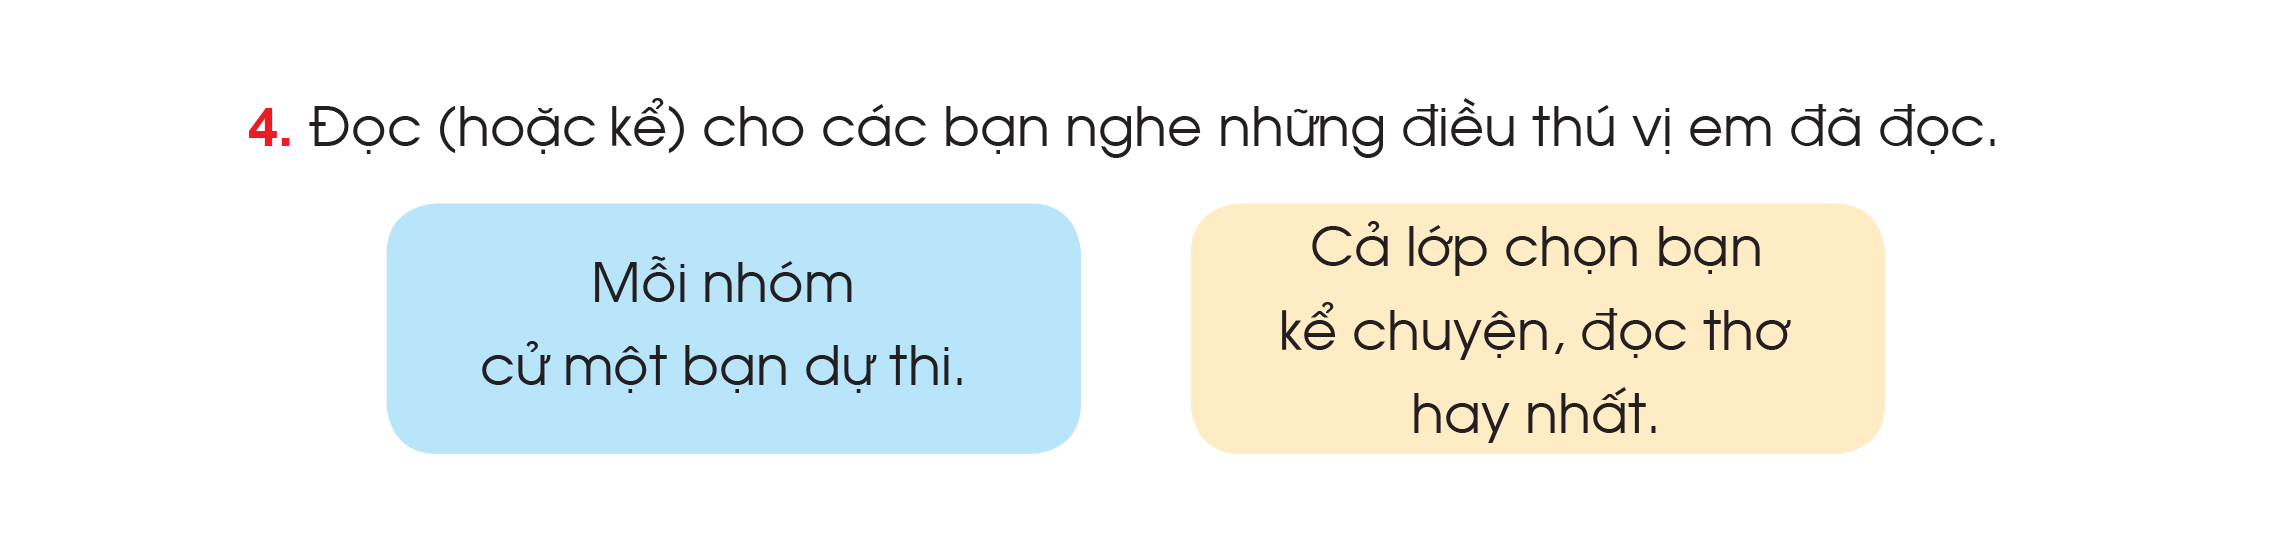 4. Đọc (hoặc kể) cho các bạn nghe những điều thú vị em đã đọc.
Mỗi nhóm
cử một bạn dự thi.
Cả lớp chọn bạn
kể chuyện, đọc thơ
hay nhất.